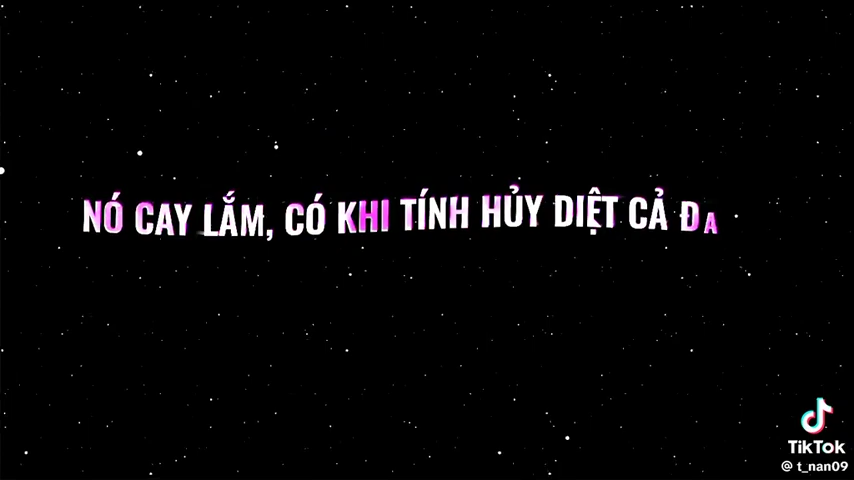 NÓ CAY LẮM, CÓ KHI TÍNH HỦY DIỆT CẢ ĐA
TikTok
@ t_nan09